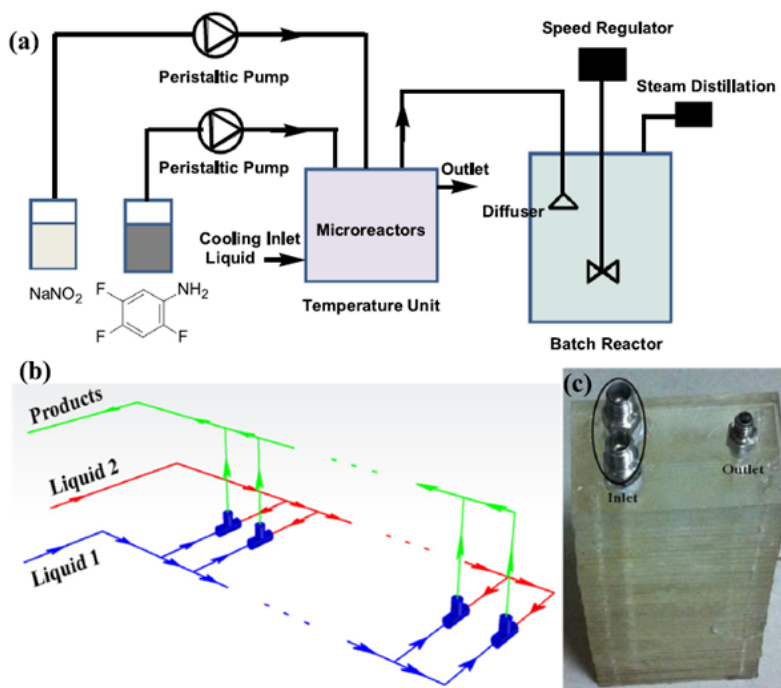 (a)
Speed Regulator
Peristaltic Pump
Steam Distillation
Peristaltic Pump
Outlet
Diffuser
Microreactors
Cooling Inlet
Liquid
NaNO2
F
NH2
F
F
Temperature Unit
Batch Reactor
(b)
(c)
Products
Liquid 2
Liquid 1
Inlet
Outlet